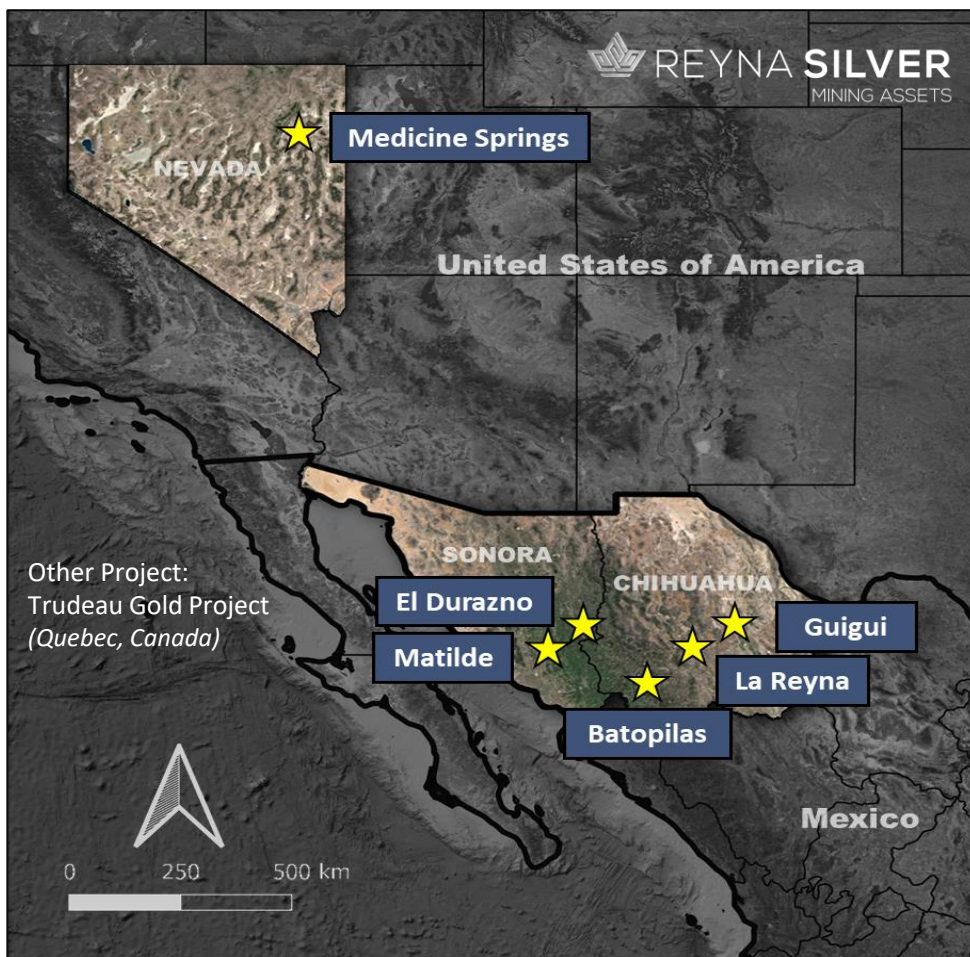 REYNA SILVER
MINING ASSETS
Medicine Springs
NEVADA
United States of America
SONORA
CHIHUAHUA
Other Project:
Trudeau Gold Project
(Quebec, Canada)
El Durazno
Guigui
Matilde
La Reyna
Batopilas
Mexico
0 250 500 km